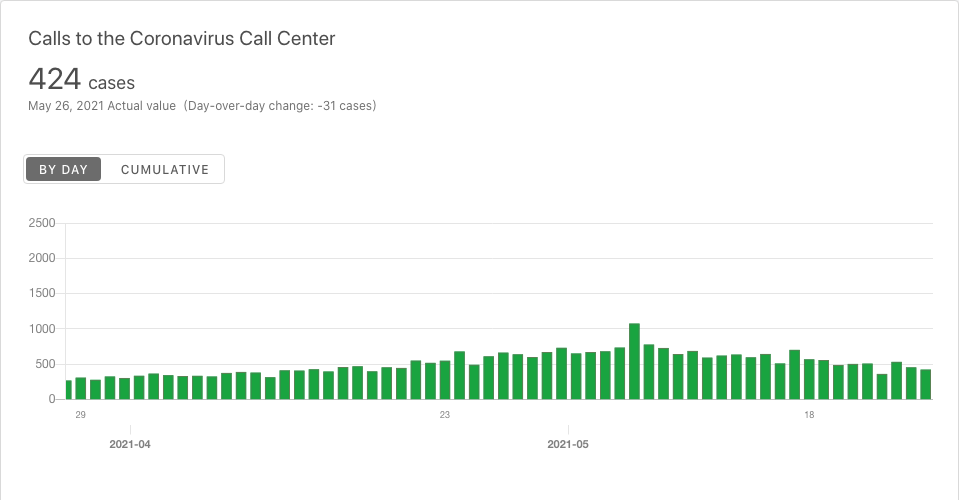 Calls to the Coronavirus Call Center
424 cases
May 26, 2021 Actual value (Day-over-day change: -31 cases)
BY DAY CUMULATIVE
2500
2000
1500
1000
500
0
29 23 18
2021-04 2021-05